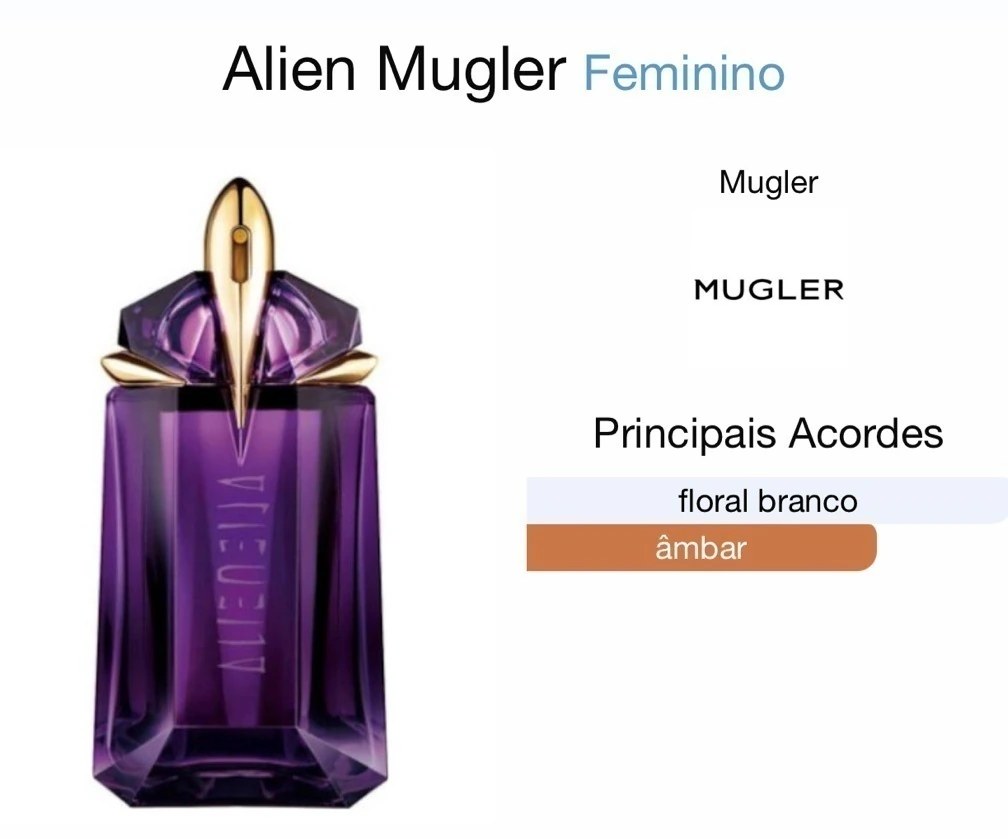 Alien Mugler Feminino
Mugler
MUGLER
Principais Acordes
floral branco
âmbar